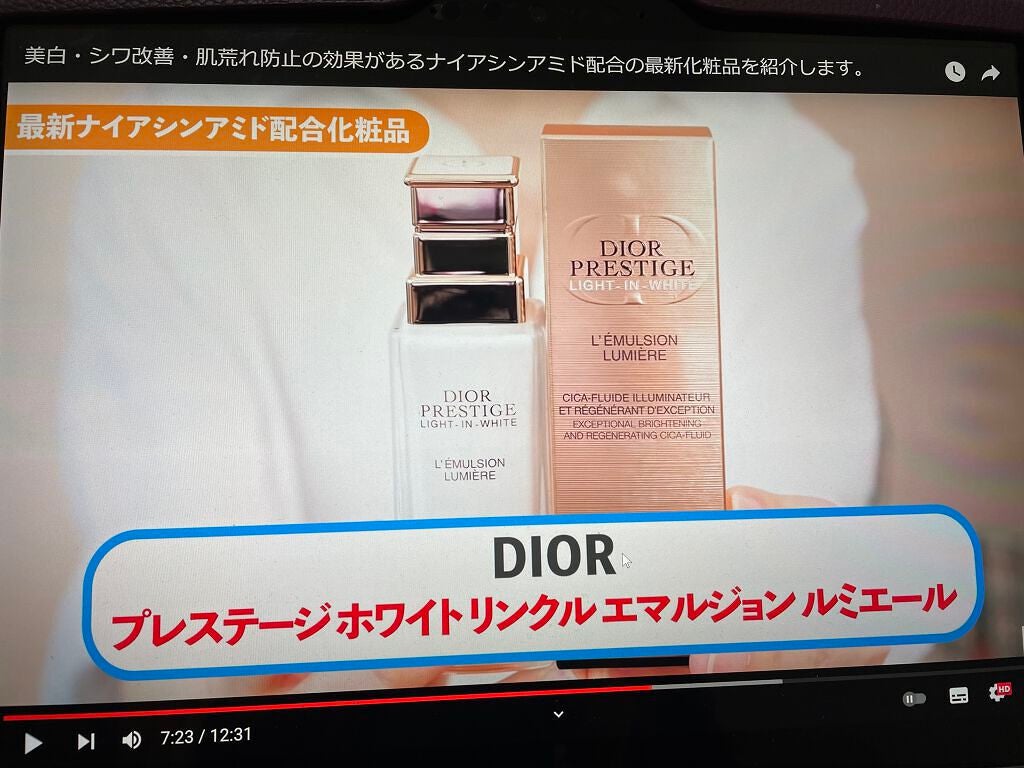 美白・シワ改善・肌荒れ防止の効果があるナイアシンアミド配合の最新化粧品を紹介します。
最新ナイアシンアミド配合化粧品
DIOR
PRESTIGE
LIGHT-IN-WHITE
L'ÉMULSION
LUMIÈRE
CICA-FLUIDE ILLUMINATEUR
ET RÉGÉNÉRANT D'EXCEPTION
EXCEPTIONAL BRIGHTENING
AND REGENERATING CICA-FLUID
DIOR
PRESTIGE
LIGHT-IN-WHITE
L'ÉMULSION
LUMIÈRE
DIOR
プレステージ ホワイト リンクル エマルジョン ルミエール
HD
7:23 / 12:31